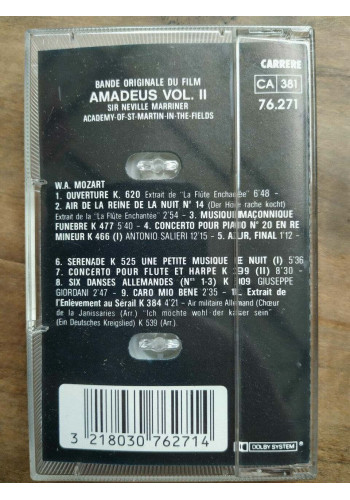 CARRERE
CA 381
76.271
BANDE ORIGINALE DU FILM
AMADEUS VOL. II
SIR NEVILLE MARRINER
ACADEMY-OF-ST-MARTIN-IN-THE-FIELDS
W.A. MOZART
1. OUVERTURE K. 620 Extrait de "La Flûte Enchantée" 6'48 -
2. AIR DE LA REINE DE LA NUIT N° 14 (Der Hölle rache kocht)
Extrait de la "La Flute Enchantée" 2'54 - 3. MUSIQUE MAÇONNIQUE
FUNEBRE K 477 5'40 - 4. CONCERTO POUR PIANO N° 20 EN RE
MINEUR K 466 (I) ANTONIO SALIERI 12'15 - 5. AXUR, FINAL 1'12 -
6. SERENADE K 525 UNE PETITE MUSIQUE DE NUIT (I) 5'36
7. CONCERTO POUR FLUTE ET HARPE K 299 (II) 8'30 -
8. SIX DANSES ALLEMANDES (Nos 1-3) K 509 GIUSEPPE
GIORDANI 2'47 - 9. CARO MIO BENE 2'35 - 10. Extrait de
l'Enlèvement au Sérail K 384 4'21 - Air militaire Allemand (Chœur
de la Janissaries (Arr.) "Ich möchte wohl der kaiser sein"
(Ein Deutsches Kreigslied) K 539 (Arr.)
3 218030 762714
DOLBY SYSTEM